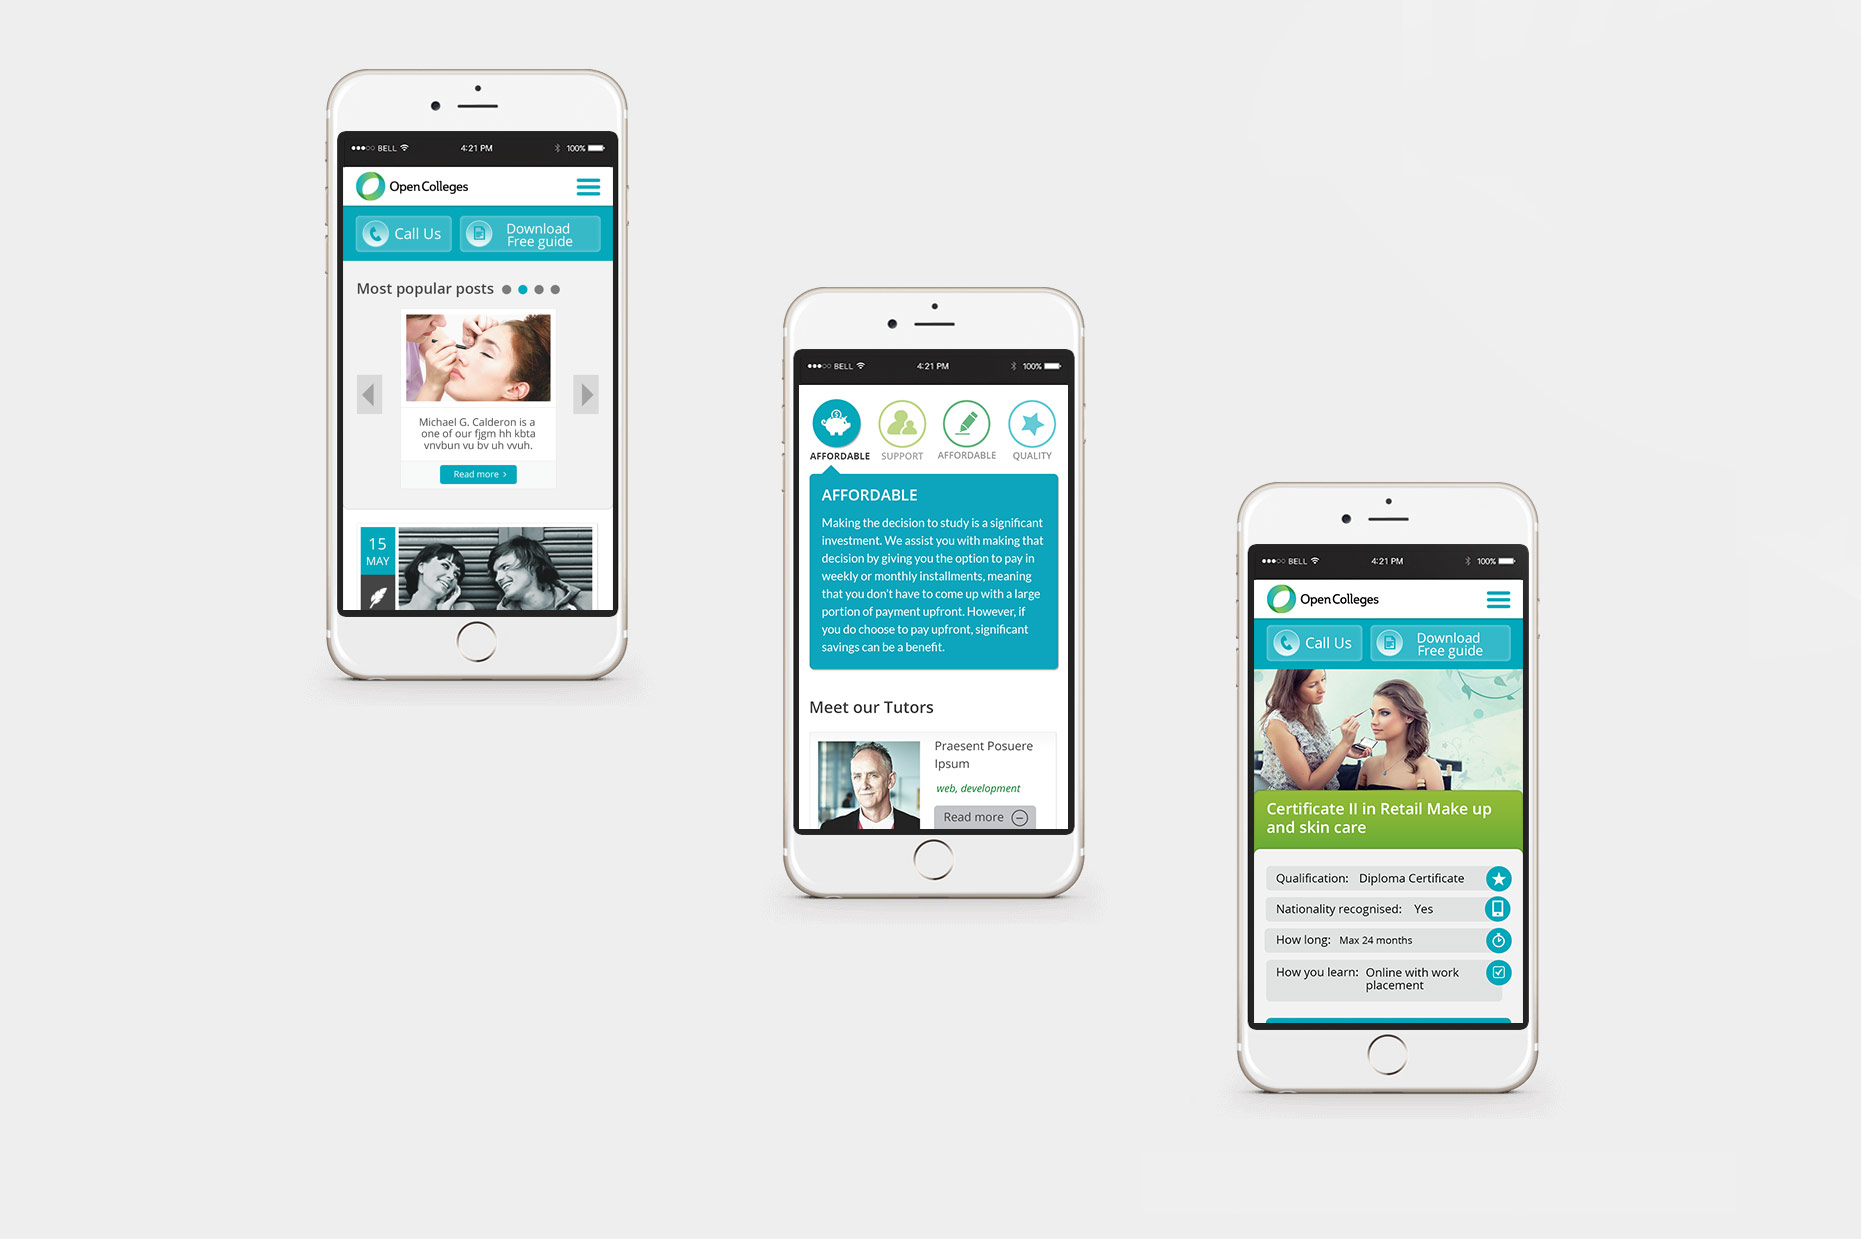 BELL 4:21 PM 100%
Open Colleges
Call Us
Download
Free guide
Most popular posts
Michael G. Calderon is a
one of our fjgm hh kbta
vnvbun vu bv uh vvuh.
Read more
15
MAY
BELL 4:21 PM 100%
AFFORDABLE SUPPORT AFFORDABLE QUALITY
AFFORDABLE
Making the decision to study is a significant
investment. We assist you with making that
decision by giving you the option to pay in
weekly or monthly installments, meaning
that you don't have to come up with a large
portion of payment upfront. However, if
you do choose to pay upfront, significant
savings can be a benefit.
Meet our Tutors
Praesent Posuere
Ipsum
web, development
Read more
BELL 4:21 PM 100%
Open Colleges
Call Us
Download
Free guide
Certificate II in Retail Make up
and skin care
Qualification: Diploma Certificate
Nationality recognised: Yes
How long: Max 24 months
How you learn: Online with work
placement